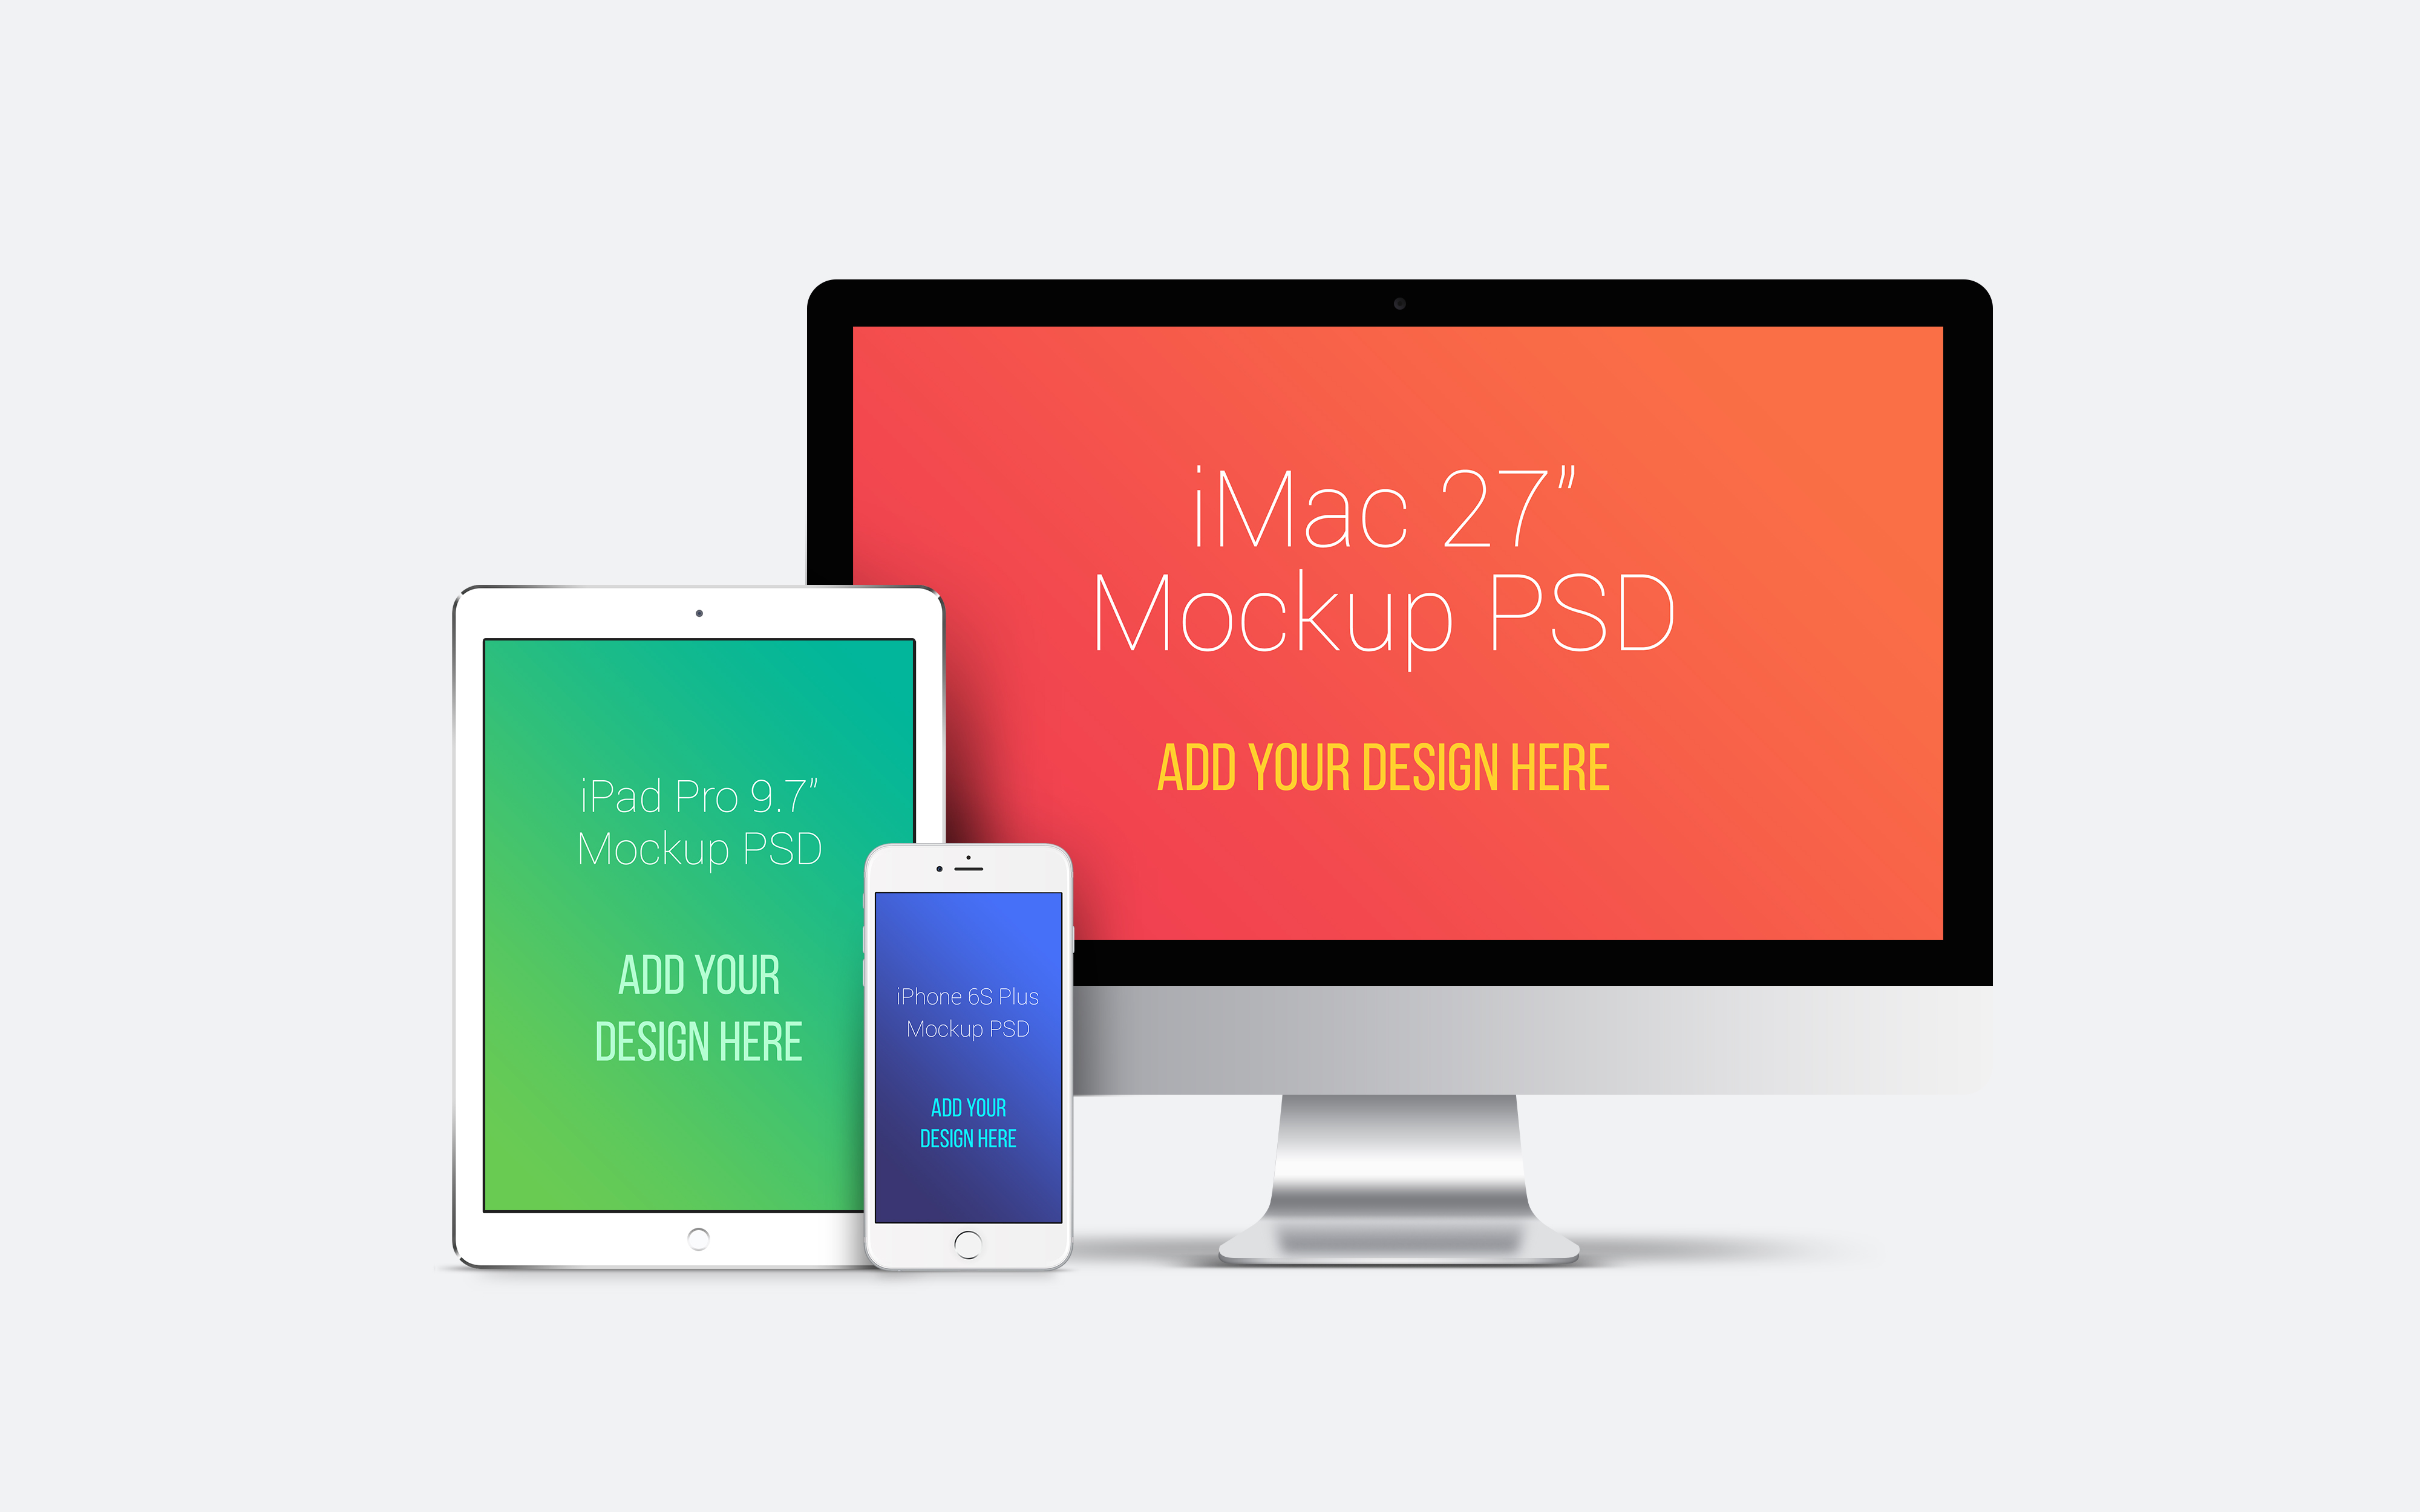 iMac 27”
Mockup PSD
ADD YOUR DESIGN HERE
iPad Pro 9.7”
Mockup PSD
ADD YOUR
DESIGN HERE
iPhone 6S Plus
Mockup PSD
ADD YOUR
DESIGN HERE